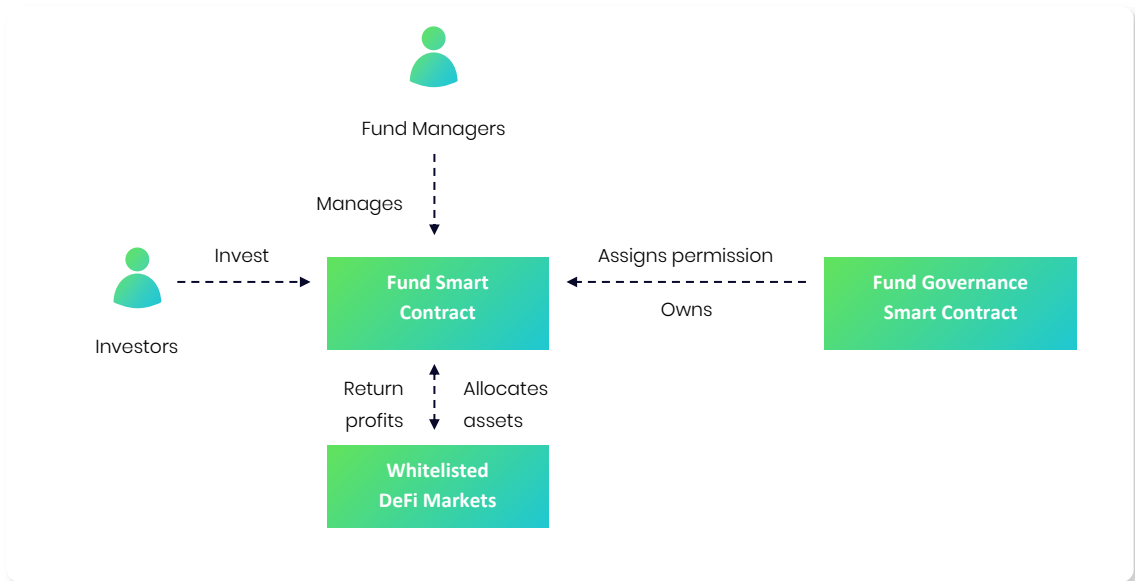 Fund Managers
Manages
Invest
Assigns permission
Fund Smart
Contract
Fund Governance
Smart Contract
Owns
Investors
Return
profits
Allocates
assets
Whitelisted
DeFi Markets